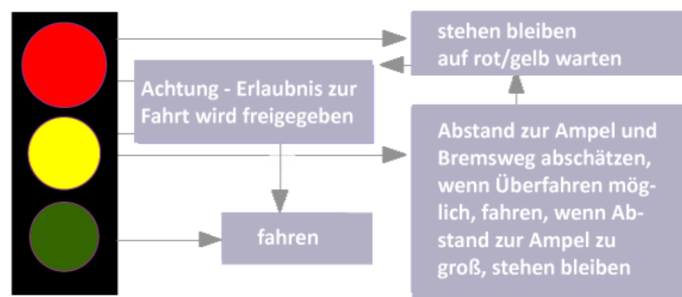 stehen bleiben
auf rot/gelb warten
Achtung - Erlaubnis zur
Fahrt wird freigegeben
Abstand zur Ampel und
Bremsweg abschätzen,
wenn Überfahren mög-
lich, fahren, wenn Ab-
stand zur Ampel zu
groß, stehen bleiben
fahren